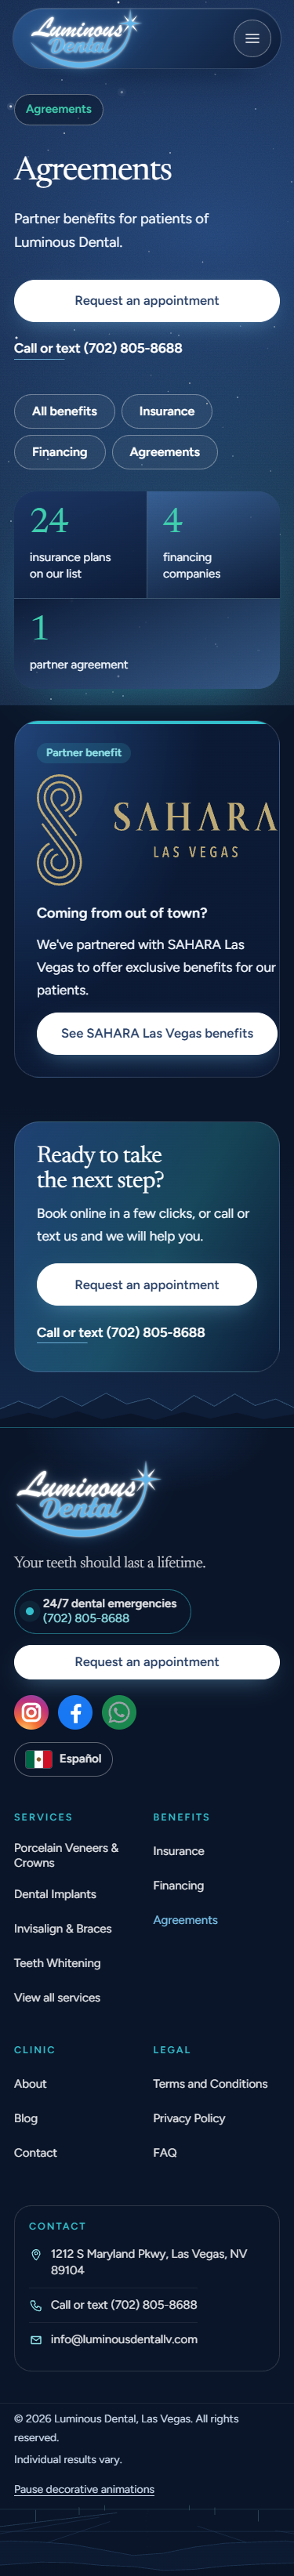 Luminous
Dental
Agreements
Agreements
Partner benefits for patients of
Luminous Dental.
Request an appointment
Call or text (702) 805-8688
All benefits
Insurance
Financing
Agreements
24
insurance plans
on our list
4
financing
companies
1
partner agreement
Partner benefit
SAHARA
LAS VEGAS
Coming from out of town?
We've partnered with SAHARA Las
Vegas to offer exclusive benefits for our
patients.
See SAHARA Las Vegas benefits
Ready to take
the next step?
Book online in a few clicks, or call or
text us and we will help you.
Request an appointment
Call or text (702) 805-8688
Luminous
Dental
Your teeth should last a lifetime.
24/7 dental emergencies
(702) 805-8688
Request an appointment
Español
SERVICES
Porcelain Veneers &
Crowns
Dental Implants
Invisalign & Braces
Teeth Whitening
View all services
BENEFITS
Insurance
Financing
Agreements
CLINIC
About
Blog
Contact
LEGAL
Terms and Conditions
Privacy Policy
FAQ
CONTACT
1212 S Maryland Pkwy, Las Vegas, NV
89104
Call or text (702) 805-8688
info@luminousdentallv.com
© 2026 Luminous Dental, Las Vegas. All rights
reserved.
Individual results vary.
Pause decorative animations